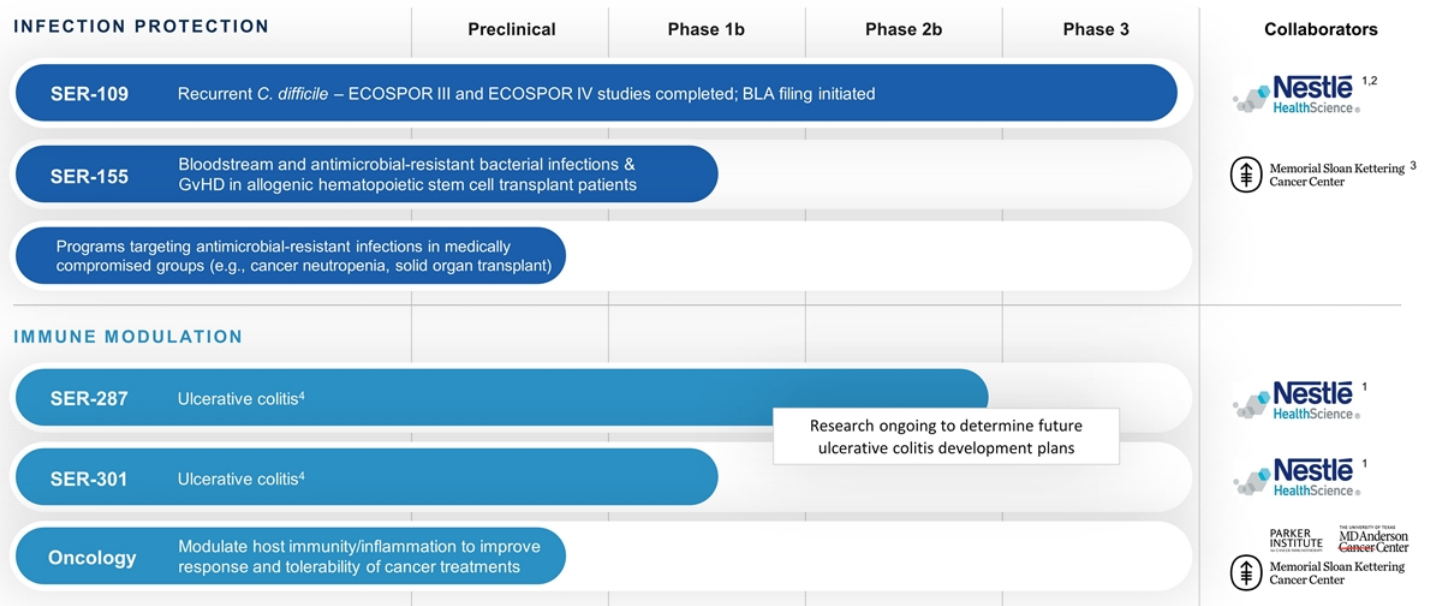 INFECTION PROTECTION
Preclinical
Phase 1b
Phase 2b
Phase 3
Collaborators
SER-109
Recurrent C. difficile – ECOSPOR III and ECOSPOR IV studies completed; BLA filing initiated
Nestlé 1,2
HealthScience®
SER-155
Bloodstream and antimicrobial-resistant bacterial infections &
GvHD in allogenic hematopoietic stem cell transplant patients
Memorial Sloan Kettering 3
Cancer Center
Programs targeting antimicrobial-resistant infections in medically
compromised groups (e.g., cancer neutropenia, solid organ transplant)
IMMUNE MODULATION
SER-287
Ulcerative colitis4
Nestlé 1
HealthScience®
Research ongoing to determine future
ulcerative colitis development plans
SER-301
Ulcerative colitis4
Nestlé 1
HealthScience®
Oncology
Modulate host immunity/inflammation to improve
response and tolerability of cancer treatments
PARKER
INSTITUTE
THE UNIVERSITY OF TEXAS
MD Anderson
Cancer Center
Memorial Sloan Kettering
Cancer Center